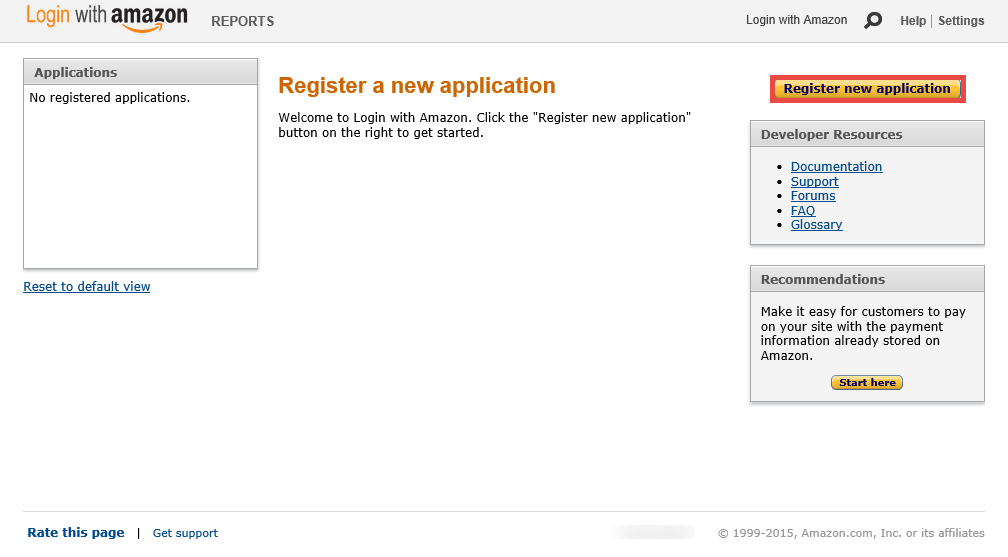 Login with amazon
REPORTS
Login with Amazon
Help | Settings
Applications
No registered applications.
Reset to default view
Register a new application
Welcome to Login with Amazon. Click the "Register new application"
button on the right to get started.
Register new application
Developer Resources
• Documentation
• Support
• Forums
• FAQ
• Glossary
Recommendations
Make it easy for customers to pay
on your site with the payment
information already stored on
Amazon.
Start here
Rate this page | Get support
© 1999-2015, Amazon.com, Inc. or its affiliates